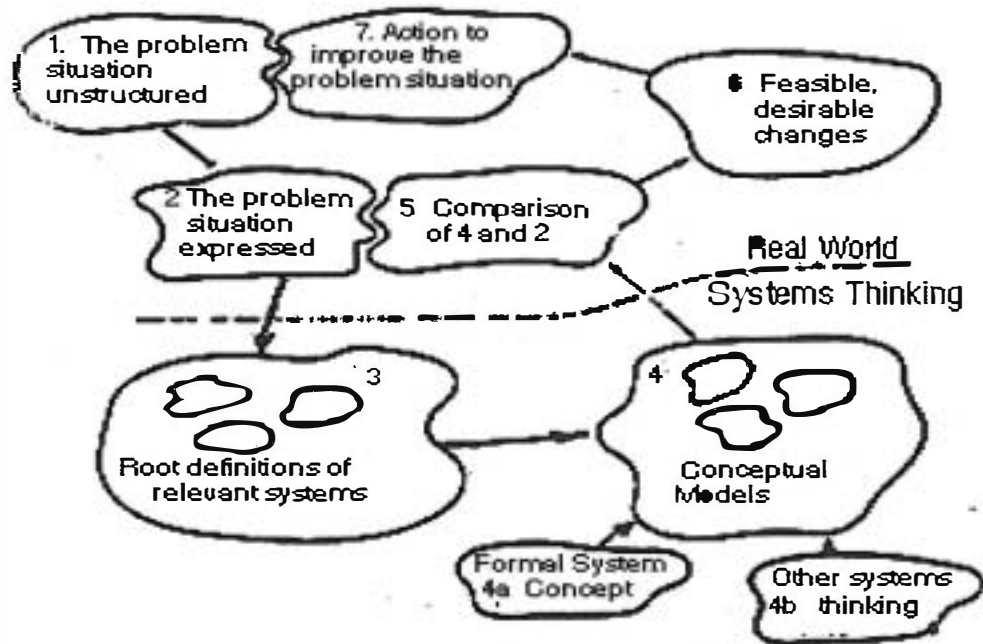 1. The problem
situation
unstructured
7. Action to
improve the
problem situation
6 Feasible,
desirable
changes
2 The problem
situation
expressed
5 Comparison
of 4 and 2
Real World
Systems Thinking
3
Root definitions of
relevant systems
4
Conceptual
Models
Formal System
4a Concept
Other systems
4b thinking